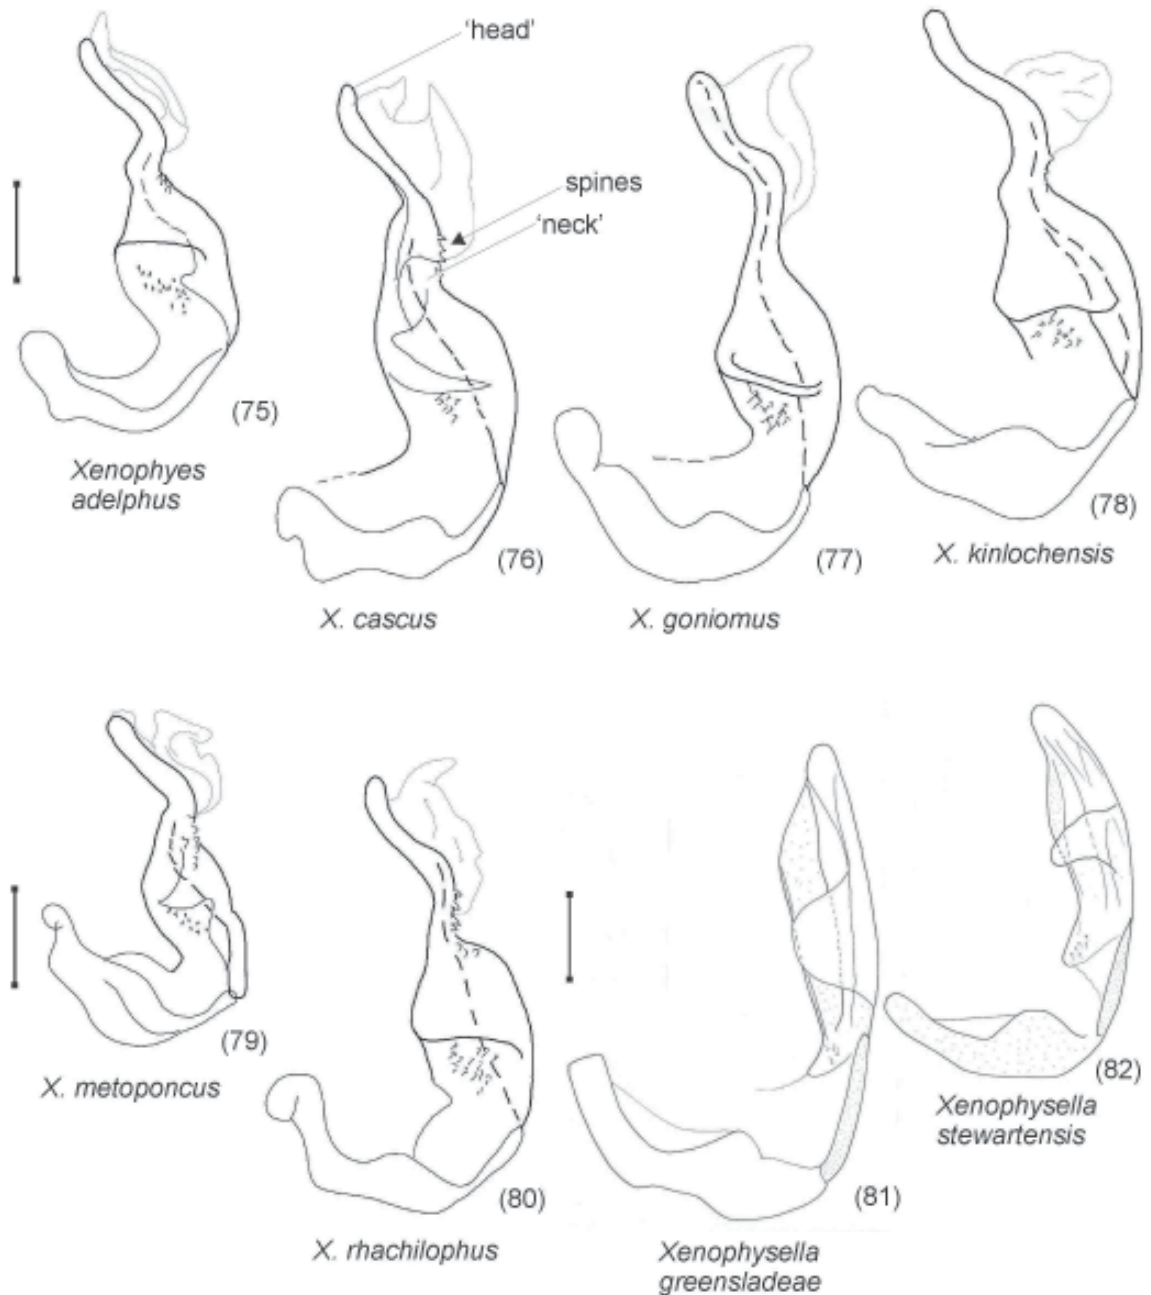 ‘head’
spines
‘neck’
(75)
Xenophyes
adelphus
(76)
X. cascus
(77)
X. goniomus
(78)
X. kinlochensis
(79)
X. metoponcus
(80)
X. rhachilophus
(81)
Xenophysella
greensladeae
(82)
Xenophysella
stewartensis